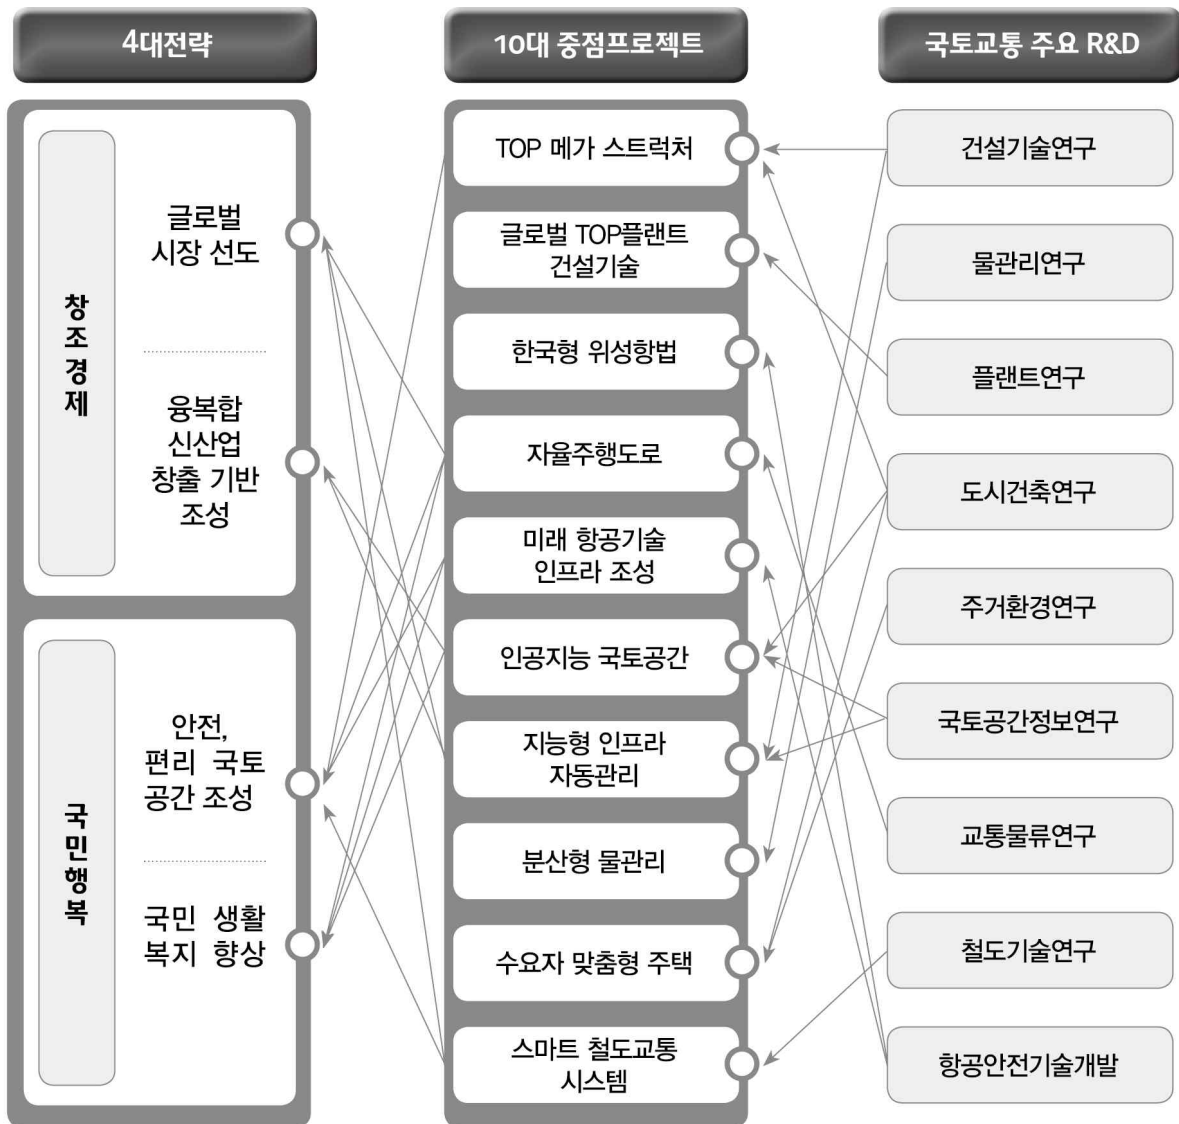 4대전략
창조경제
글로벌
시장 선도
융복합
신산업
창출 기반
조성
국민행복
안전,
편리 국토
공간 조성
국민 생활
복지 향상
10대 중점프로젝트
TOP 메가 스트럭처
글로벌 TOP플랜트
건설기술
한국형 위성항법
자율주행도로
미래 항공기술
인프라 조성
인공지능 국토공간
지능형 인프라
자동관리
분산형 물관리
수요자 맞춤형 주택
스마트 철도교통
시스템
국토교통 주요 R&D
건설기술연구
물관리연구
플랜트연구
도시건축연구
주거환경연구
국토공간정보연구
교통물류연구
철도기술연구
항공안전기술개발